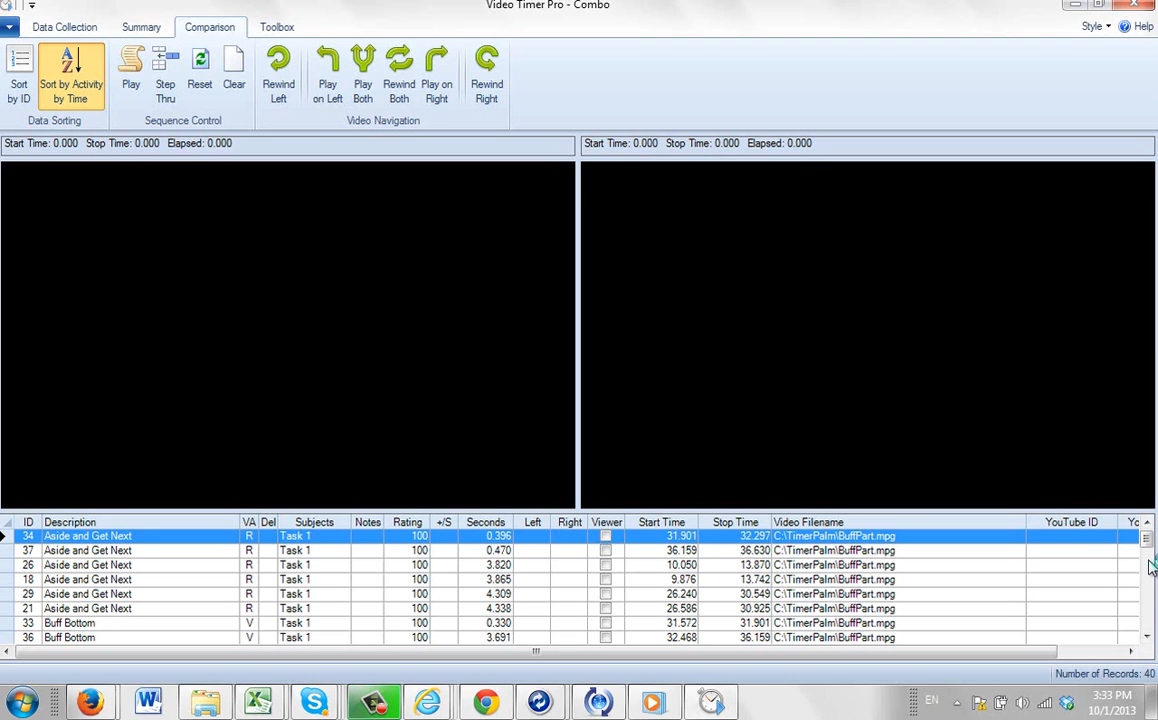 Video Timer Pro - Combo
Data Collection Summary Comparison Toolbox Style Help
Sort by ID Sort by Activity by Time Play Step Thru Reset Clear Rewind Left Play on Left Play Both Rewind Both Play on Right Rewind Right
Data Sorting Sequence Control Video Navigation
Start Time: 0.000 Stop Time: 0.000 Elapsed: 0.000 Start Time: 0.000 Stop Time: 0.000 Elapsed: 0.000
ID Description VA Del Subjects Notes Rating +/S Seconds Left Right Viewer Start Time Stop Time Video Filename YouTube ID Yo
34 Aside and Get Next R Task 1 100 0.396 31.901 32.297 C:\TimerPalm\BuffPart.mpg
37 Aside and Get Next R Task 1 100 0.470 36.159 36.630 C:\TimerPalm\BuffPart.mpg
26 Aside and Get Next R Task 1 100 3.820 10.050 13.870 C:\TimerPalm\BuffPart.mpg
18 Aside and Get Next R Task 1 100 3.865 9.876 13.742 C:\TimerPalm\BuffPart.mpg
29 Aside and Get Next R Task 1 100 4.309 26.240 30.549 C:\TimerPalm\BuffPart.mpg
21 Aside and Get Next R Task 1 100 4.338 26.586 30.925 C:\TimerPalm\BuffPart.mpg
33 Buff Bottom V Task 1 100 0.330 31.572 31.901 C:\TimerPalm\BuffPart.mpg
36 Buff Bottom V Task 1 100 3.691 32.468 36.159 C:\TimerPalm\BuffPart.mpg
Number of Records: 40
EN 3:33 PM
10/1/2013